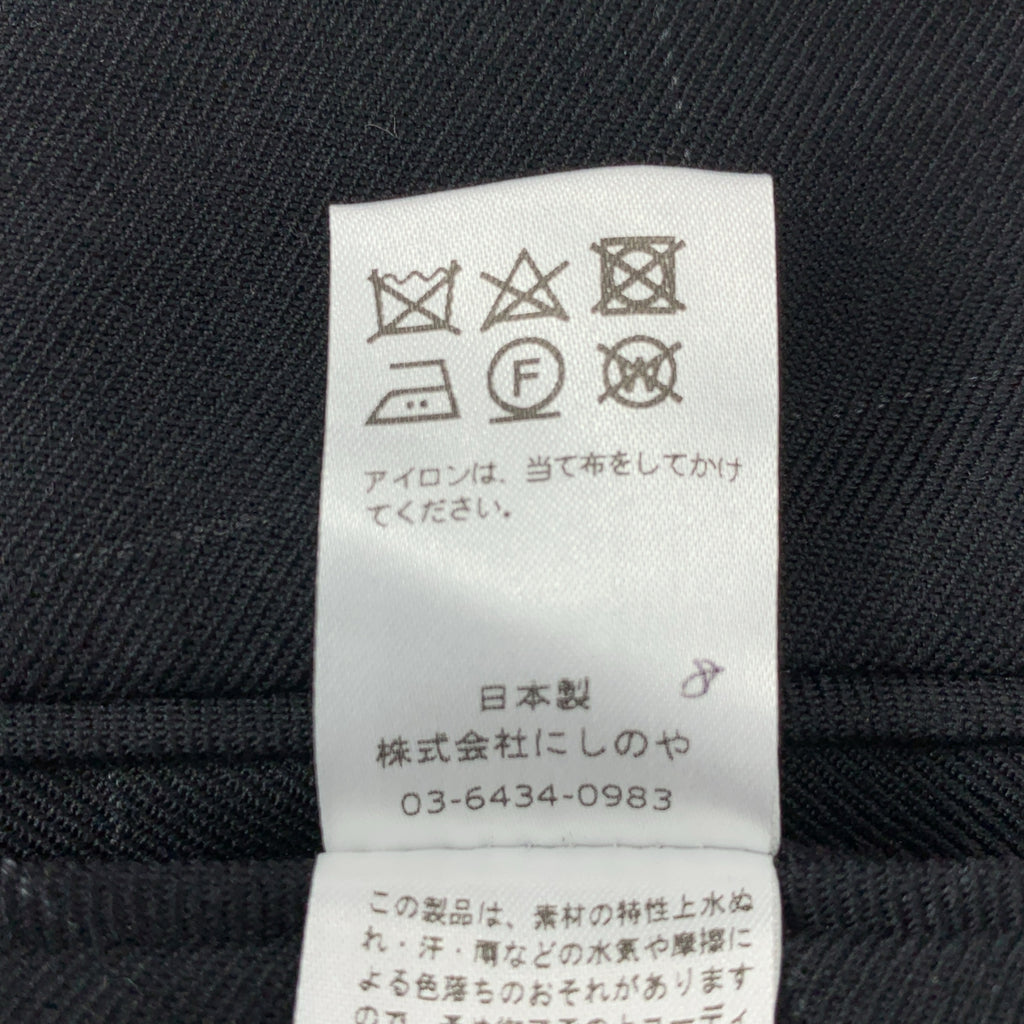 F
W
アイロンは、当て布をしてかけ
てください。
8
日本製
株式会社にしのや
03-6434-0983
この製品は、素材の特性上水ぬ
れ・汗・雨などの水気や摩擦に
よる色落ちのおそれがあります
ので、